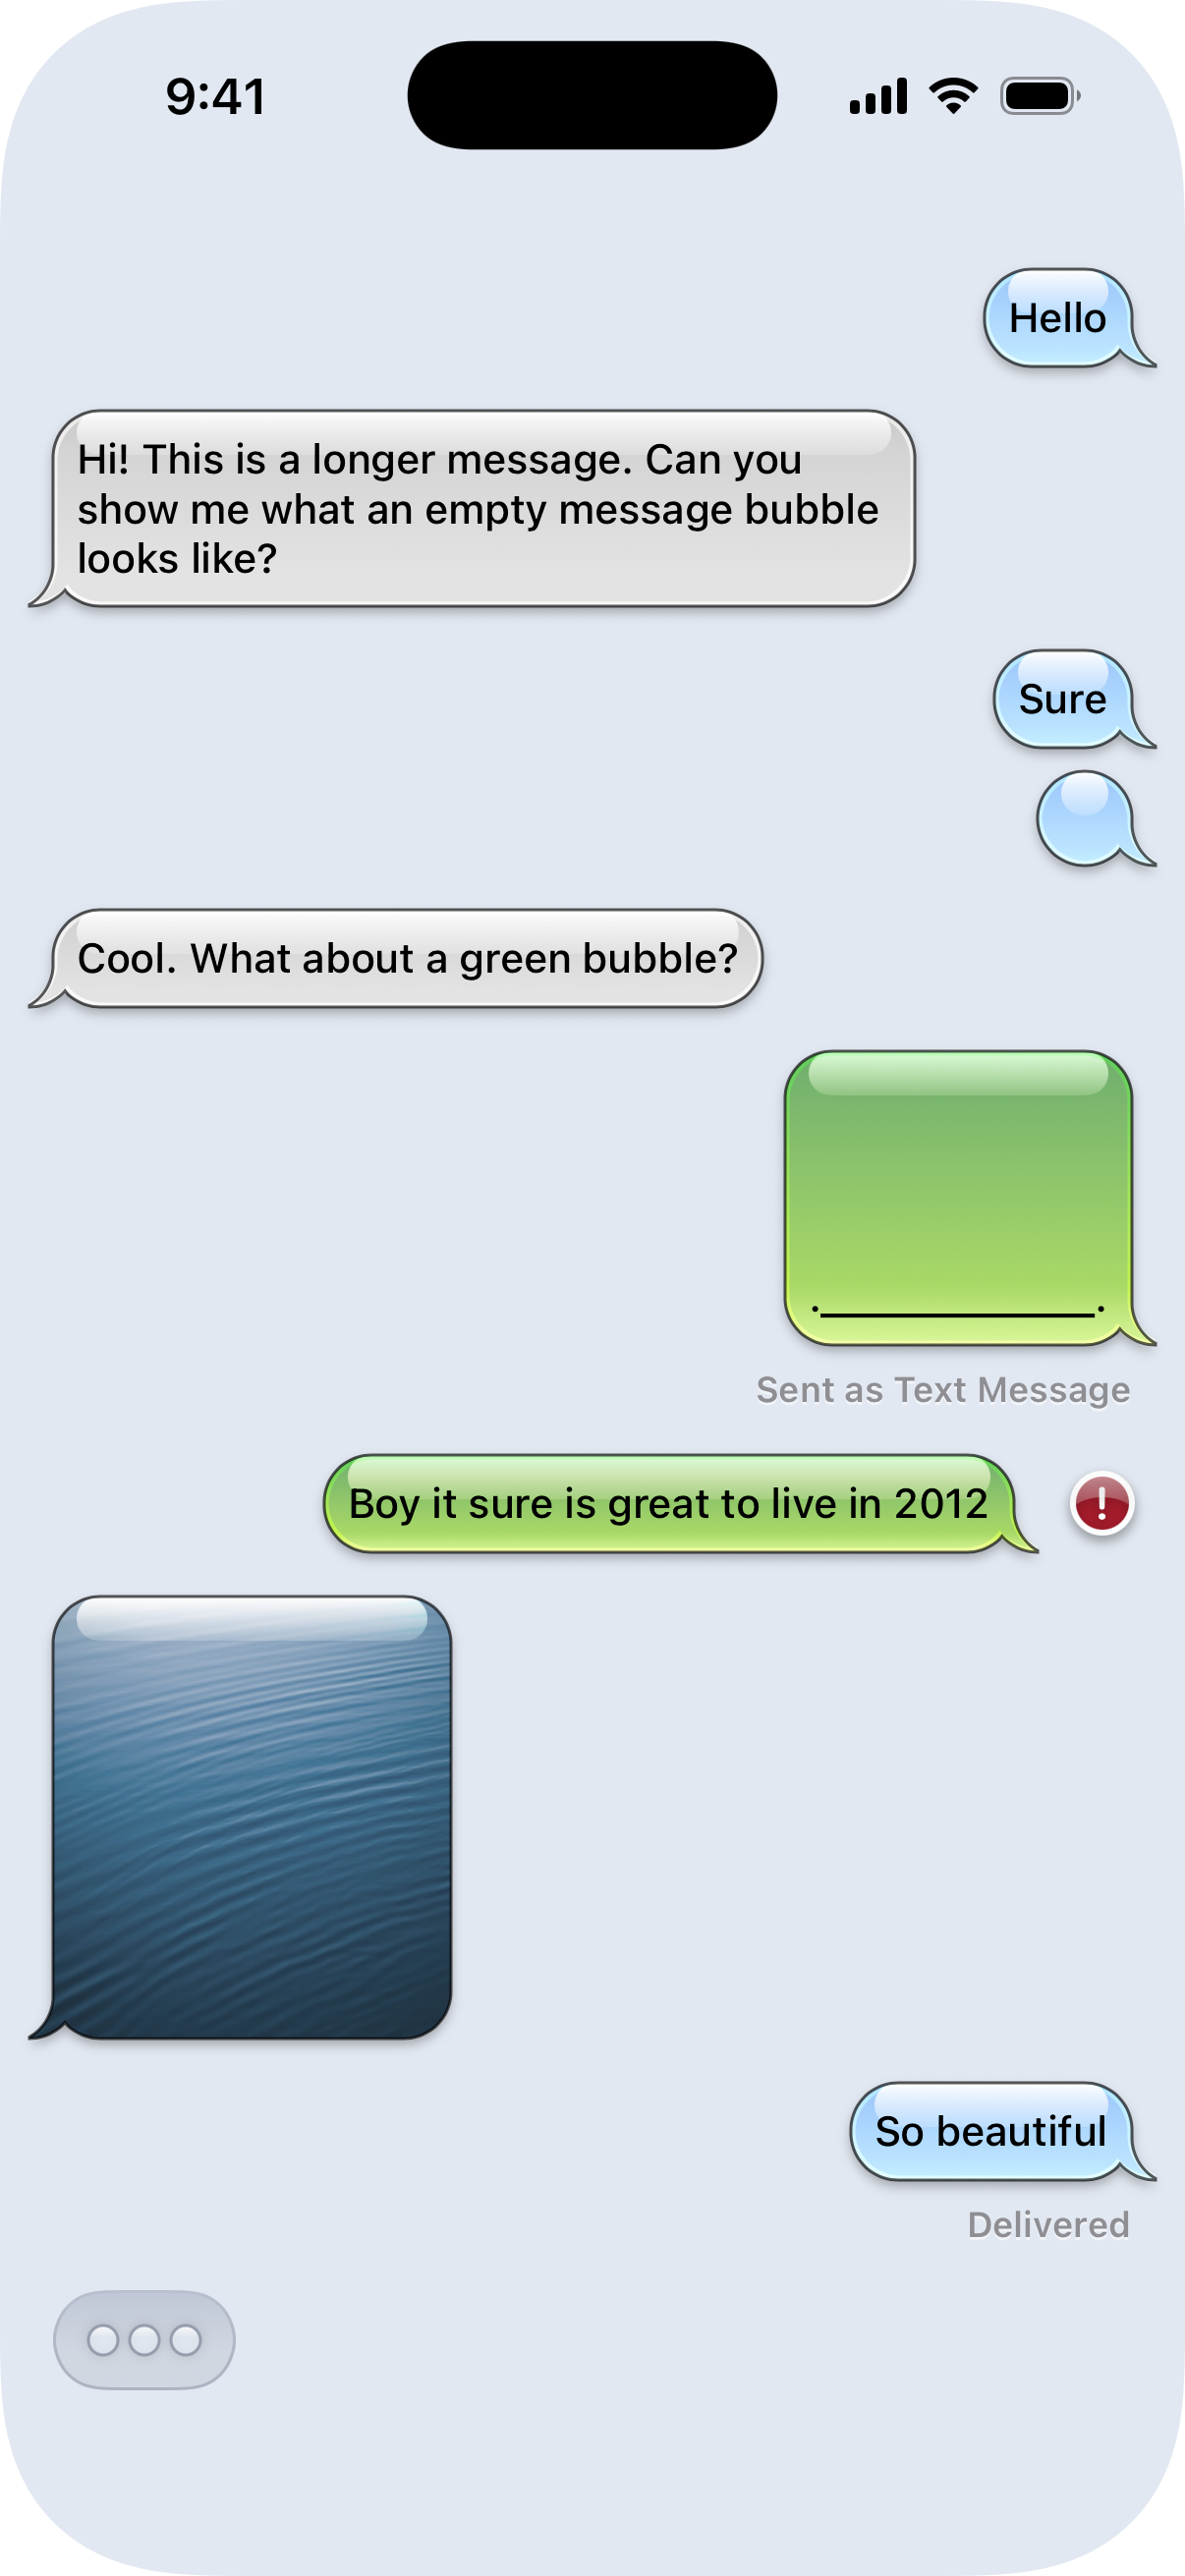 9:41
Hello
Hi! This is a longer message. Can you
show me what an empty message bubble
looks like?
Sure
Cool. What about a green bubble?
.______________.
Sent as Text Message
Boy it sure is great to live in 2012
!
So beautiful
Delivered